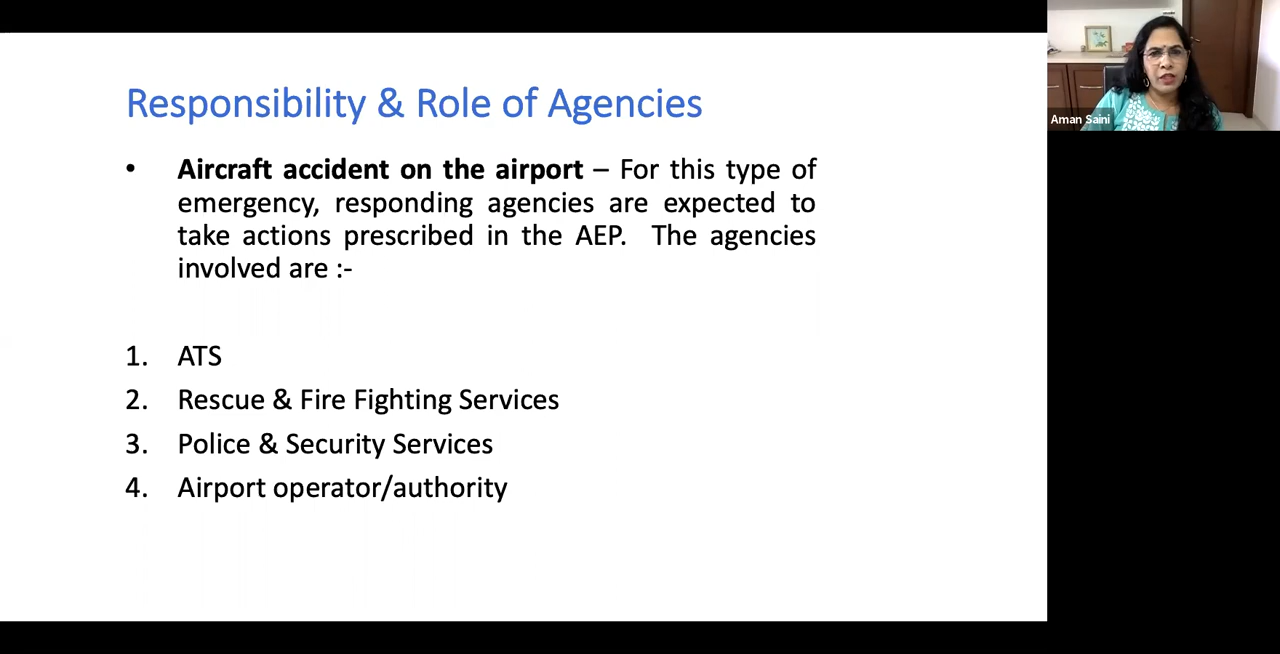 Responsibility & Role of Agencies
• Aircraft accident on the airport – For this type of
emergency, responding agencies are expected to
take actions prescribed in the AEP. The agencies
involved are :-
1. ATS
2. Rescue & Fire Fighting Services
3. Police & Security Services
4. Airport operator/authority
Aman Saini